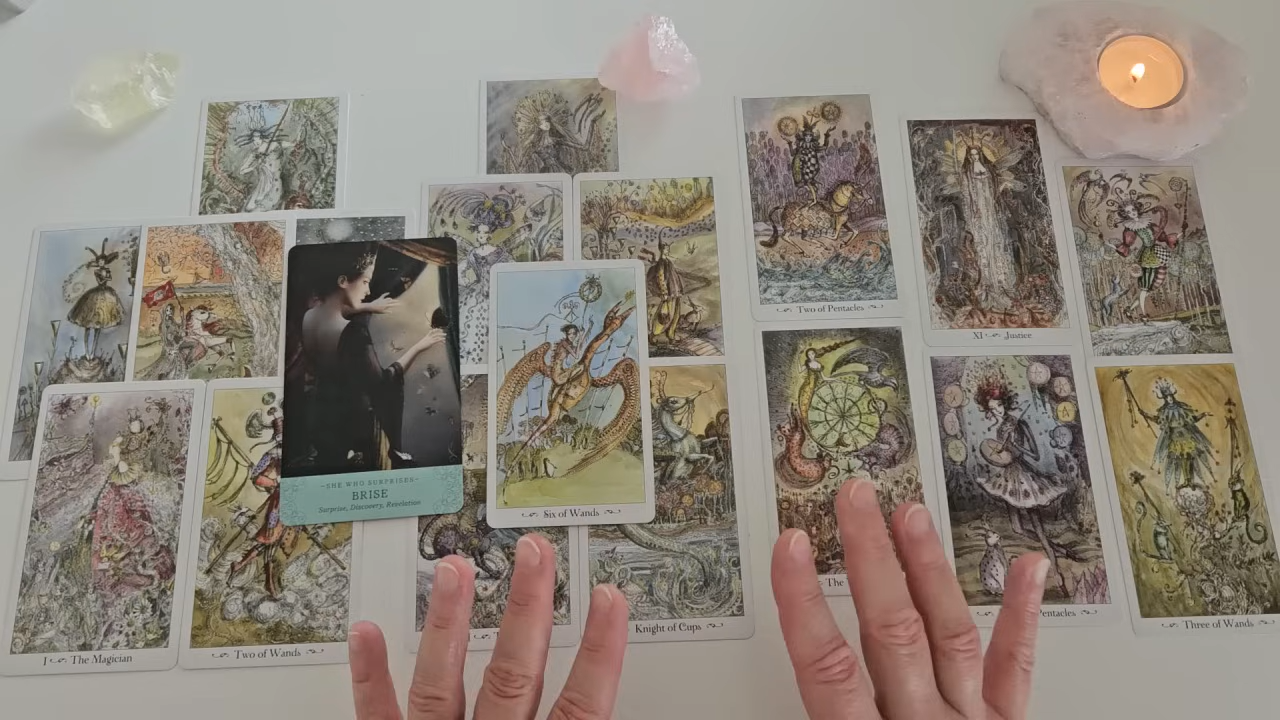 Two of Pentacles
XI Justice
~SHE WHO SURPRISES~
BRISE
Surprise, Discovery, Revelation
Six of Wands
The
Pentacles
Three of Wands
Knight of Cups
I The Magician
Two of Wands